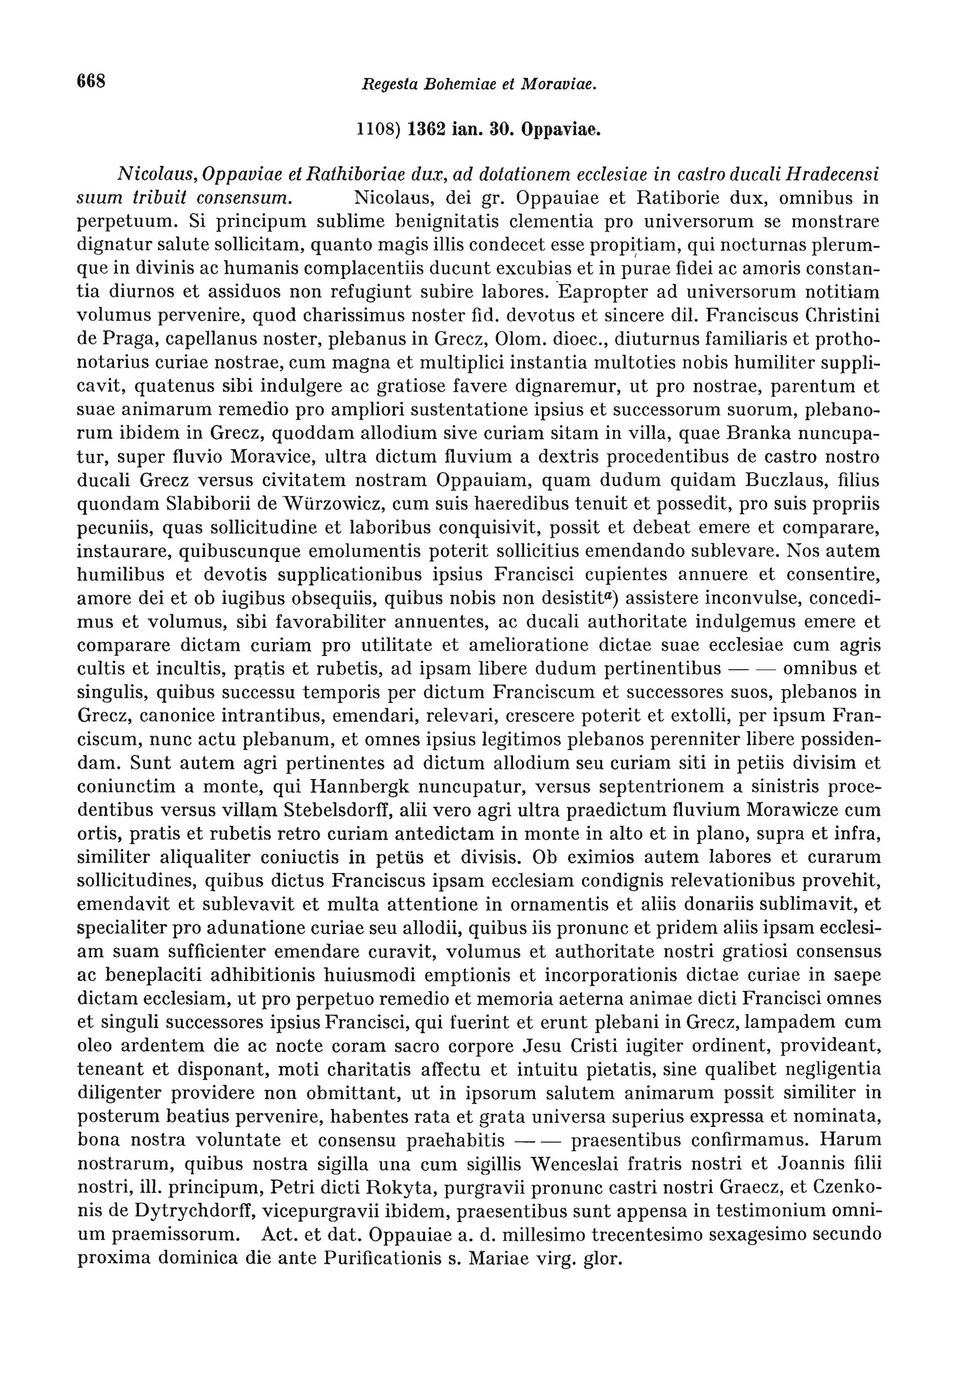 668
Regesta Bohemiae et Moraviae.
1108) 1362 ian. 30. Oppaviae.
Nicolaus, Oppaviae et Rathiboriae dux, ad dotationem ecclesiae in castro ducali Hradecensi
suum tribuit consensum. Nicolaus, dei gr. Oppauiae et Ratiborie dux, omnibus in
perpetuum. Si principum sublime benignitatis clementia pro universorum se monstrare
dignatur salute sollicitam, quanto magis illis condecet esse propitiam, qui nocturnas plerum-
que in divinis ac humanis complacentiis ducunt excubias et in purae fidei ac amoris constan-
tia diurnos et assiduos non refugiunt subire labores. Eapropter ad universorum notitiam
volumus pervenire, quod charissimus noster fid. devotus et sincere dil. Franciscus Christini
de Praga, capellanus noster, plebanus in Grecz, Olom. dioec., diuturnus familiaris et protho-
notarius curiae nostrae, cum magna et multiplici instantia multoties nobis humiliter suppli-
cavit, quatenus sibi indulgere ac gratiose favere dignaremur, ut pro nostrae, parentum et
suae animarum remedio pro ampliori sustentatione ipsius et successorum suorum, plebano-
rum ibidem in Grecz, quoddam allodium sive curiam sitam in villa, quae Branka nuncupa-
tur, super fluvio Moravice, ultra dictum fluvium a dextris procedentibus de castro nostro
ducali Grecz versus civitatem nostram Oppauiam, quam dudum quidam Buczlaus, filius
quondam Slabiborii de Würzowicz, cum suis haeredibus tenuit et possedit, pro suis propriis
pecuniis, quas sollicitudine et laboribus conquisivit, possit et debeat emere et comparare,
instaurare, quibuscunque emolumentis poterit sollicitius emendando sublevare. Nos autem
humilibus et devotis supplicationibus ipsius Francisci cupientes annuere et consentire,
amore dei et ob iugibus obsequiis, quibus nobis non desistitᵃ) assistere inconvulse, concedi-
mus et volumus, sibi favorabiliter annuentes, ac ducali authoritate indulgemus emere et
comparare dictam curiam pro utilitate et amelioratione dictae suae ecclesiae cum agris
cultis et incultis, pratis et rubetis, ad ipsam libere dudum pertinentibus — — omnibus et
singulis, quibus successu temporis per dictum Franciscum et successores suos, plebanos in
Grecz, canonice intrantibus, emendari, relevari, crescere poterit et extolli, per ipsum Fran-
ciscum, nunc actu plebanum, et omnes ipsius legitimos plebanos perenniter libere possiden-
dam. Sunt autem agri pertinentes ad dictum allodium seu curiam siti in petiis divisim et
coniunctim a monte, qui Hannbergk nuncupatur, versus septentrionem a sinistris proce-
dentibus versus villam Stebelsdorff, alii vero agri ultra praedictum fluvium Morawicze cum
ortis, pratis et rubetis retro curiam antedictam in monte in alto et in plano, supra et infra,
similiter aliqualiter coniuctis in petüs et divisis. Ob eximios autem labores et curarum
sollicitudines, quibus dictus Franciscus ipsam ecclesiam condignis relevationibus provehit,
emendavit et sublevavit et multa attentione in ornamentis et aliis donariis sublimavit, et
specialiter pro adunatione curiae seu allodii, quibus iis pronunc et pridem aliis ipsam ecclesi-
am suam sufficienter emendare curavit, volumus et authoritate nostri gratiosi consensus
ac beneplaciti adhibitionis huiusmodi emptionis et incorporationis dictae curiae in saepe
dictam ecclesiam, ut pro perpetuo remedio et memoria aeterna animae dicti Francisci omnes
et singuli successores ipsius Francisci, qui fuerint et erunt plebani in Grecz, lampadem cum
oleo ardentem die ac nocte coram sacro corpore Jesu Cristi iugiter ordinent, provideant,
teneant et disponant, moti charitatis affectu et intuitu pietatis, sine qualibet negligentia
diligenter providere non obmittant, ut in ipsorum salutem animarum possit similiter in
posterum beatius pervenire, habentes rata et grata universa superius expressa et nominata,
bona nostra voluntate et consensu praehabitis — — praesentibus confirmamus. Harum
nostrarum, quibus nostra sigilla una cum sigillis Wenceslai fratris nostri et Joannis filii
nostri, ill. principum, Petri dicti Rokyta, purgravii pronunc castri nostri Graecz, et Czenko-
nis de Dytrychdorff, vicepurgravii ibidem, praesentibus sunt appensa in testimonium omni-
um praemissorum. Act. et dat. Oppauiae a. d. millesimo trecentesimo sexagesimo secundo
proxima dominica die ante Purificationis s. Mariae virg. glor.